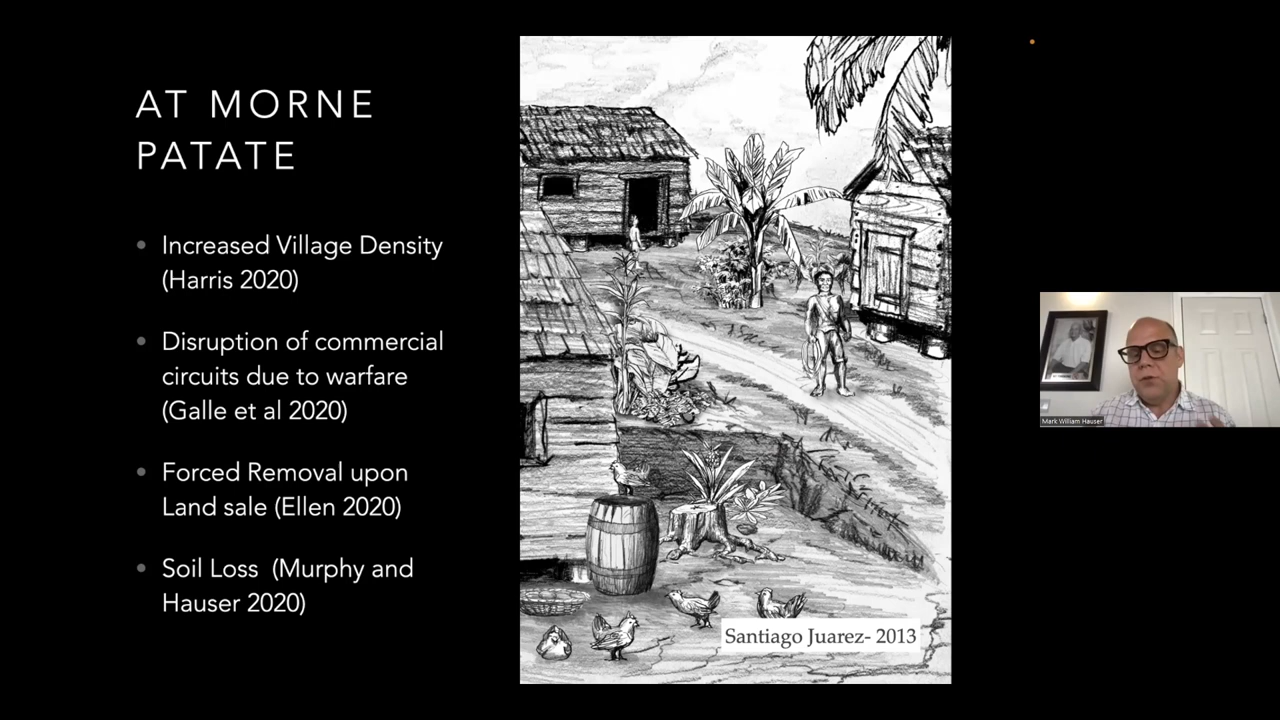 AT MORNE
PATATE
• Increased Village Density
(Harris 2020)
• Disruption of commercial
circuits due to warfare
(Galle et al 2020)
• Forced Removal upon
Land sale (Ellen 2020)
• Soil Loss  (Murphy and
Hauser 2020)
Santiago Juarez- 2013
Mark William Hauser